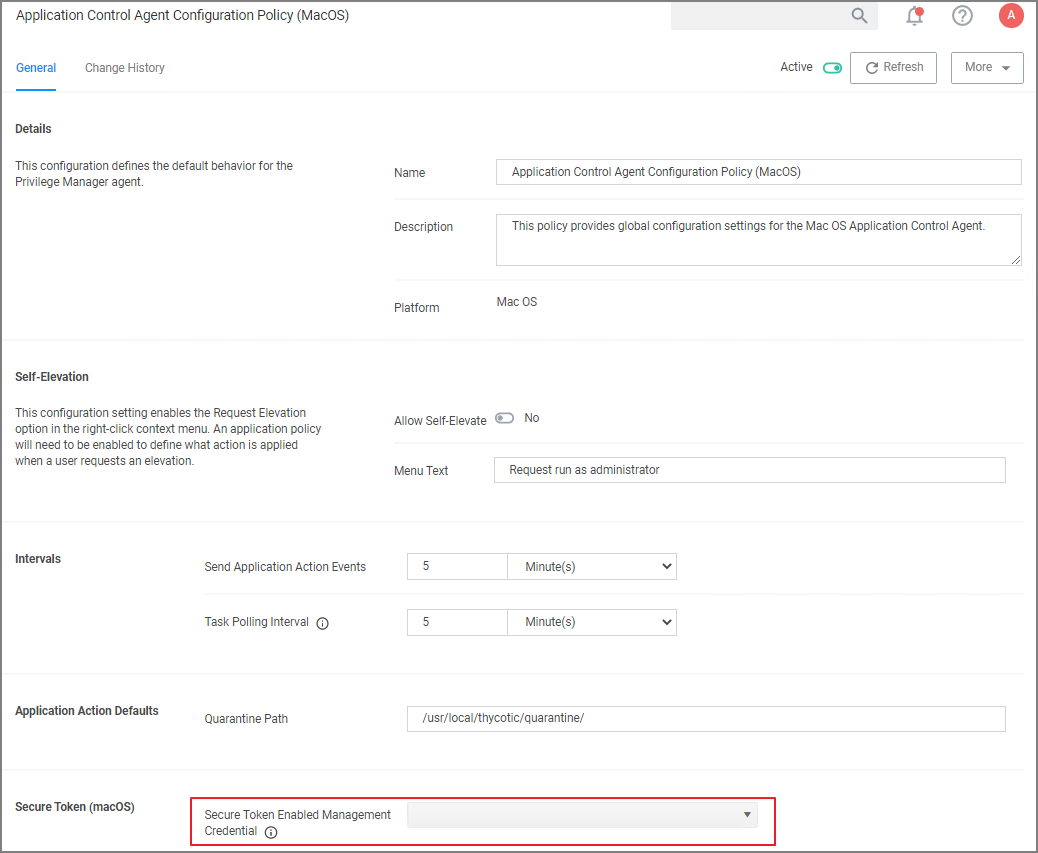 Application Control Agent Configuration Policy (MacOS)
A
General
Change History
Active
Refresh
More
Details
This configuration defines the default behavior for the
Privilege Manager agent.
Name
Application Control Agent Configuration Policy (MacOS)
Description
This policy provides global configuration settings for the Mac OS Application Control Agent.
Platform
Mac OS
Self-Elevation
This configuration setting enables the Request Elevation
option in the right-click context menu. An application policy
will need to be enabled to define what action is applied
when a user requests an elevation.
Allow Self-Elevate
No
Menu Text
Request run as administrator
Intervals
Send Application Action Events
5
Minute(s)
Task Polling Interval
5
Minute(s)
Application Action Defaults
Quarantine Path
/usr/local/thycotic/quarantine/
Secure Token (macOS)
Secure Token Enabled Management
Credential